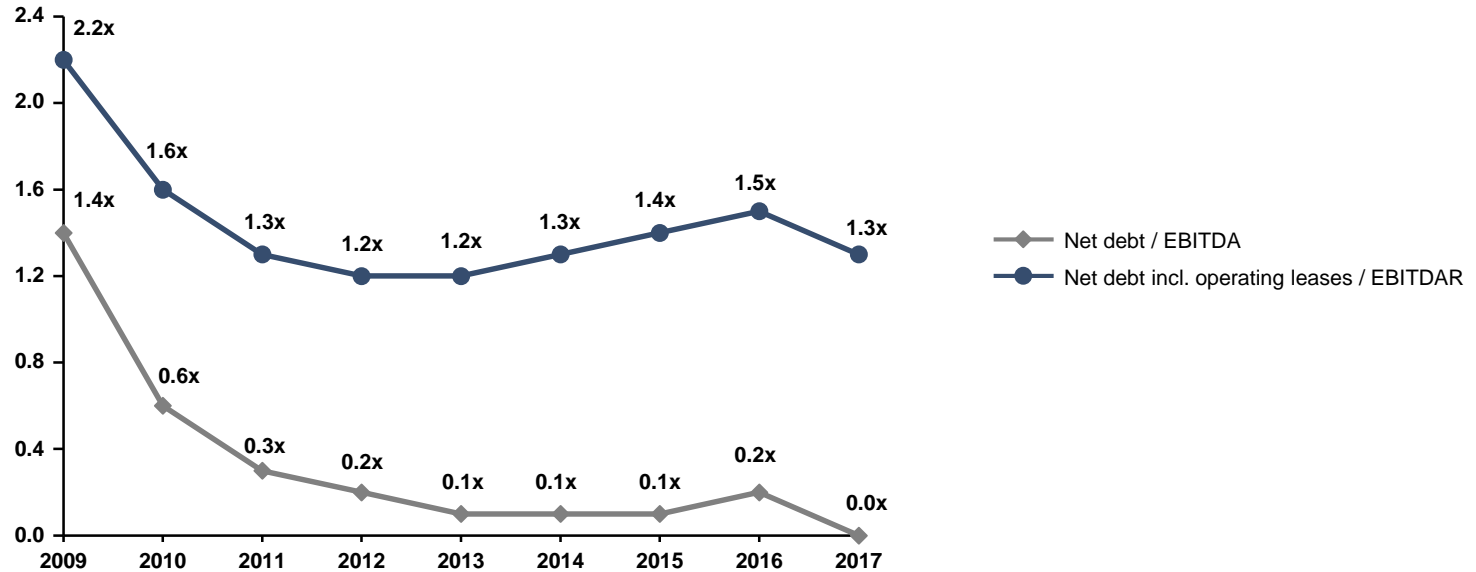 2.4
2.2x
2.0
1.6x
1.6
1.4x
1.5x
1.4x
1.3x
1.3x
1.3x
1.2x
1.2x
1.2
Net debt / EBITDA
Net debt incl. operating leases / EBITDAR
0.8
0.6x
0.4
0.3x
0.2x
0.1x
0.1x
0.1x
0.2x
0.0x
0.0
2009 2010 2011 2012 2013 2014 2015 2016 2017